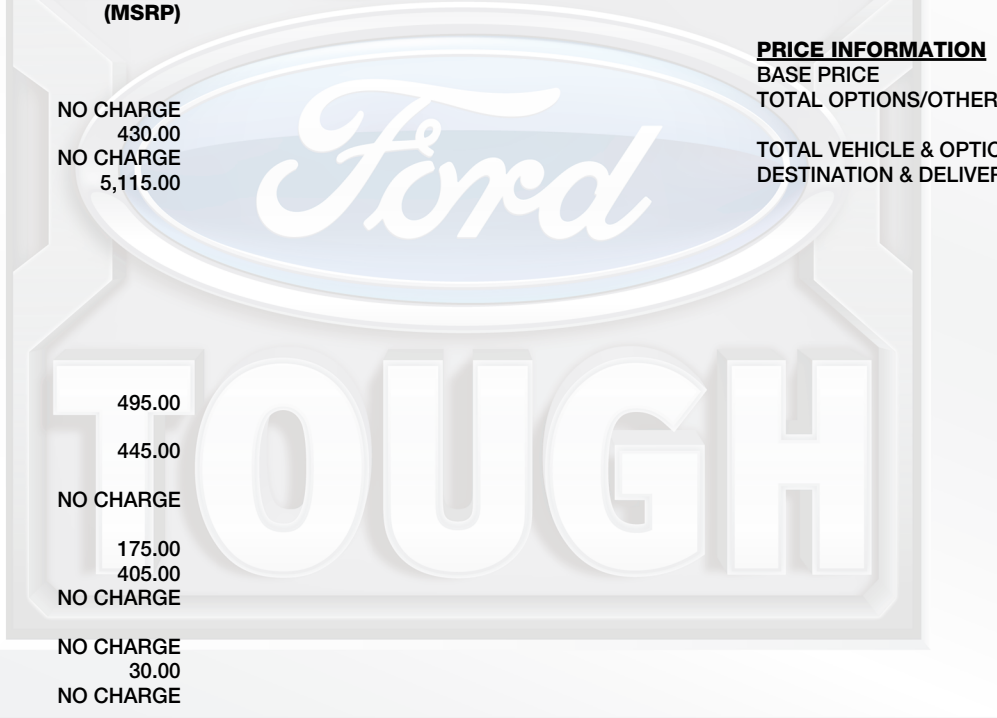 (MSRP)
NO CHARGE
430.00
NO CHARGE
5,115.00
495.00
445.00
NO CHARGE
175.00
405.00
NO CHARGE
NO CHARGE
30.00
NO CHARGE
PRICE INFORMATION
BASE PRICE
TOTAL OPTIONS/OTHER
TOTAL VEHICLE & OPTIO
DESTINATION & DELIVER
Ford
TOUGH